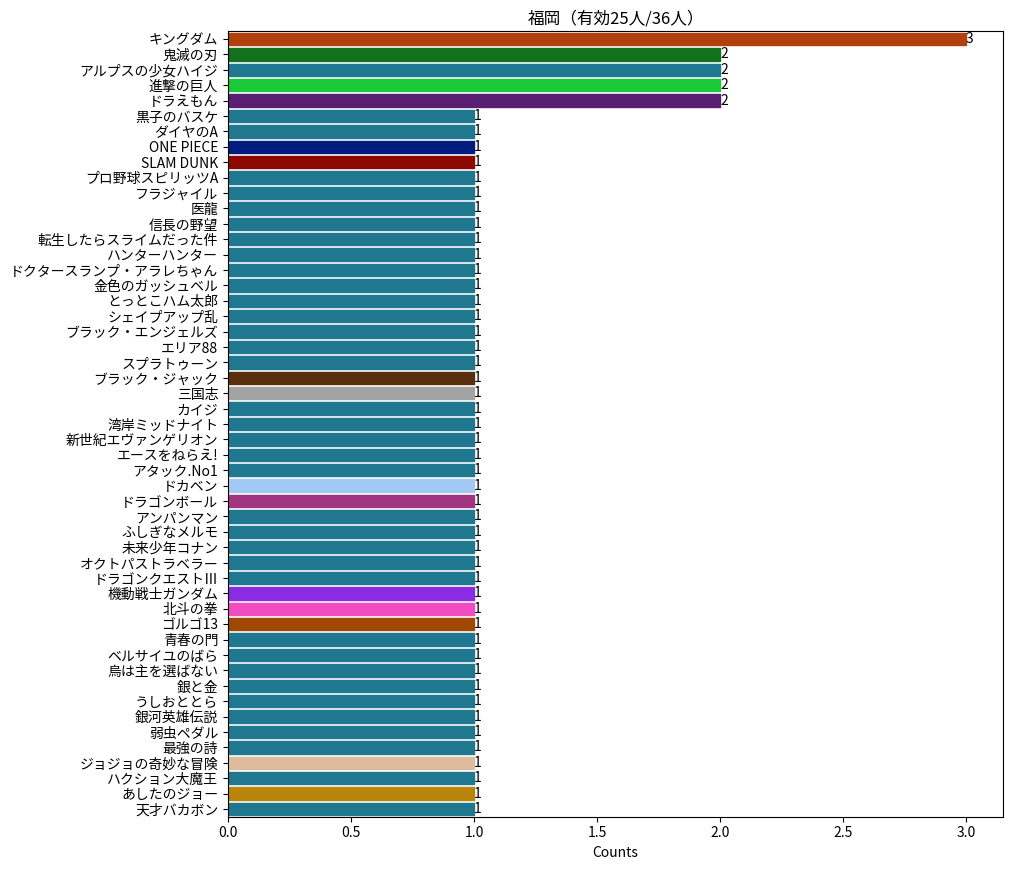 福岡（有効25人/36人）
キングダム 3
鬼滅の刃 2
アルプスの少女ハイジ 2
進撃の巨人 2
ドラえもん 2
黒子のバスケ 1
ダイヤのA 1
ONE PIECE 1
SLAM DUNK 1
プロ野球スピリッツA 1
フラジャイル 1
医龍 1
信長の野望 1
転生したらスライムだった件 1
ハンターハンター 1
ドクタースランプ・アラレちゃん 1
金色のガッシュベル 1
とっとこハム太郎 1
シェイプアップ乱 1
ブラック・エンジェルズ 1
エリア88 1
スプラトゥーン 1
ブラック・ジャック 1
三国志 1
カイジ 1
湾岸ミッドナイト 1
新世紀エヴァンゲリオン 1
エースをねらえ! 1
アタック.No1 1
ドカベン 1
ドラゴンボール 1
アンパンマン 1
ふしぎなメルモ 1
未来少年コナン 1
オクトパストラベラー 1
ドラゴンクエストIII 1
機動戦士ガンダム 1
北斗の拳 1
ゴルゴ13 1
青春の門 1
ベルサイユのばら 1
烏は主を選ばない 1
銀と金 1
うしおととら 1
銀河英雄伝説 1
弱虫ペダル 1
最強の詩 1
ジョジョの奇妙な冒険 1
ハクション大魔王 1
あしたのジョー 1
天才バカボン 1
0.0 0.5 1.0 1.5 2.0 2.5 3.0
Counts